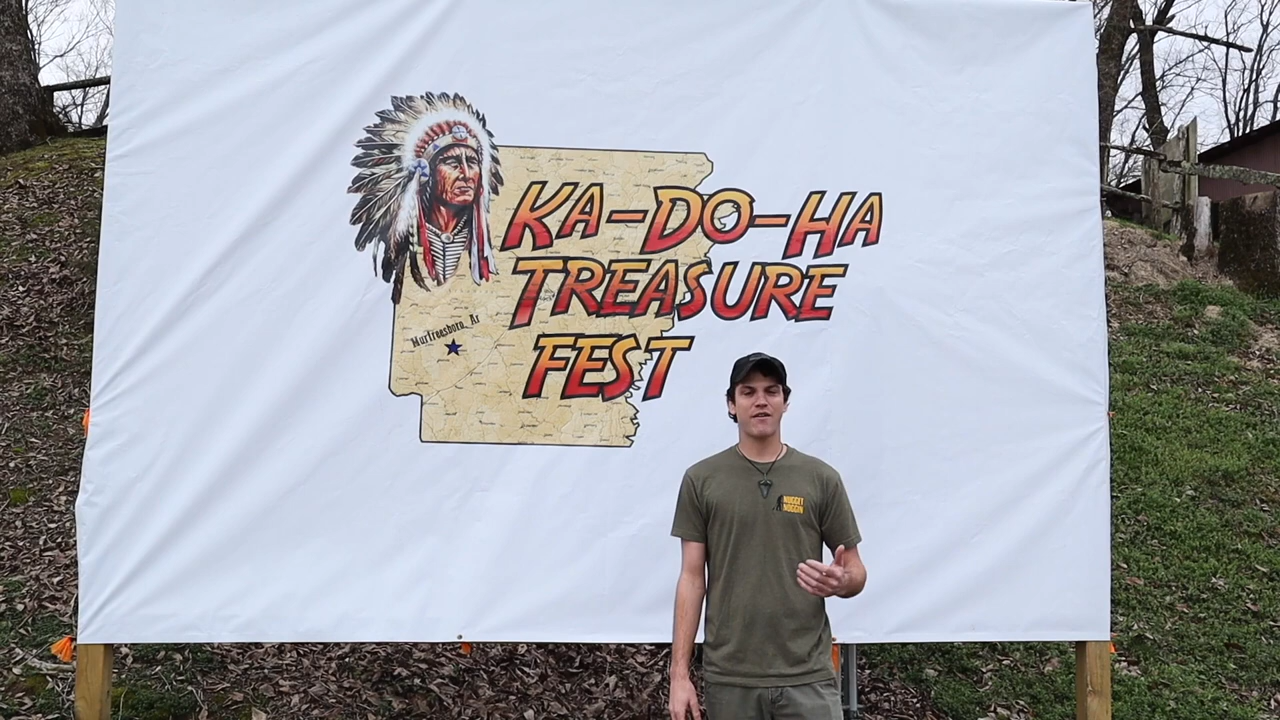 KA-DO-HA
TREASURE
FEST
Murfreesboro, Ar
NUGGET
NOGGIN